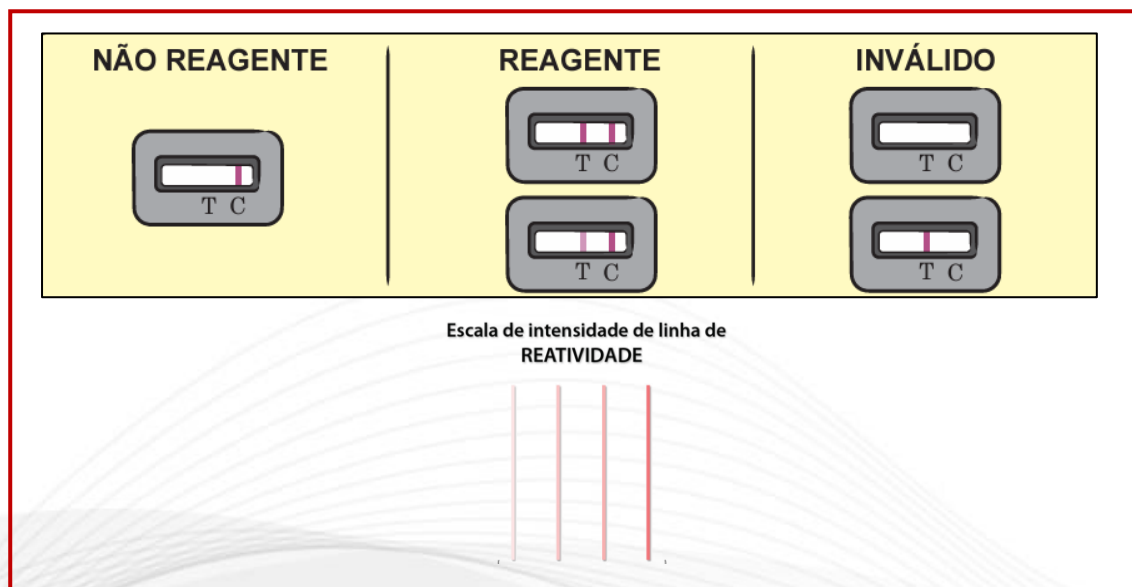 NÃO REAGENTE
T C
REAGENTE
T C
T C
INVÁLIDO
T C
T C
Escala de intensidade de linha de
REATIVIDADE